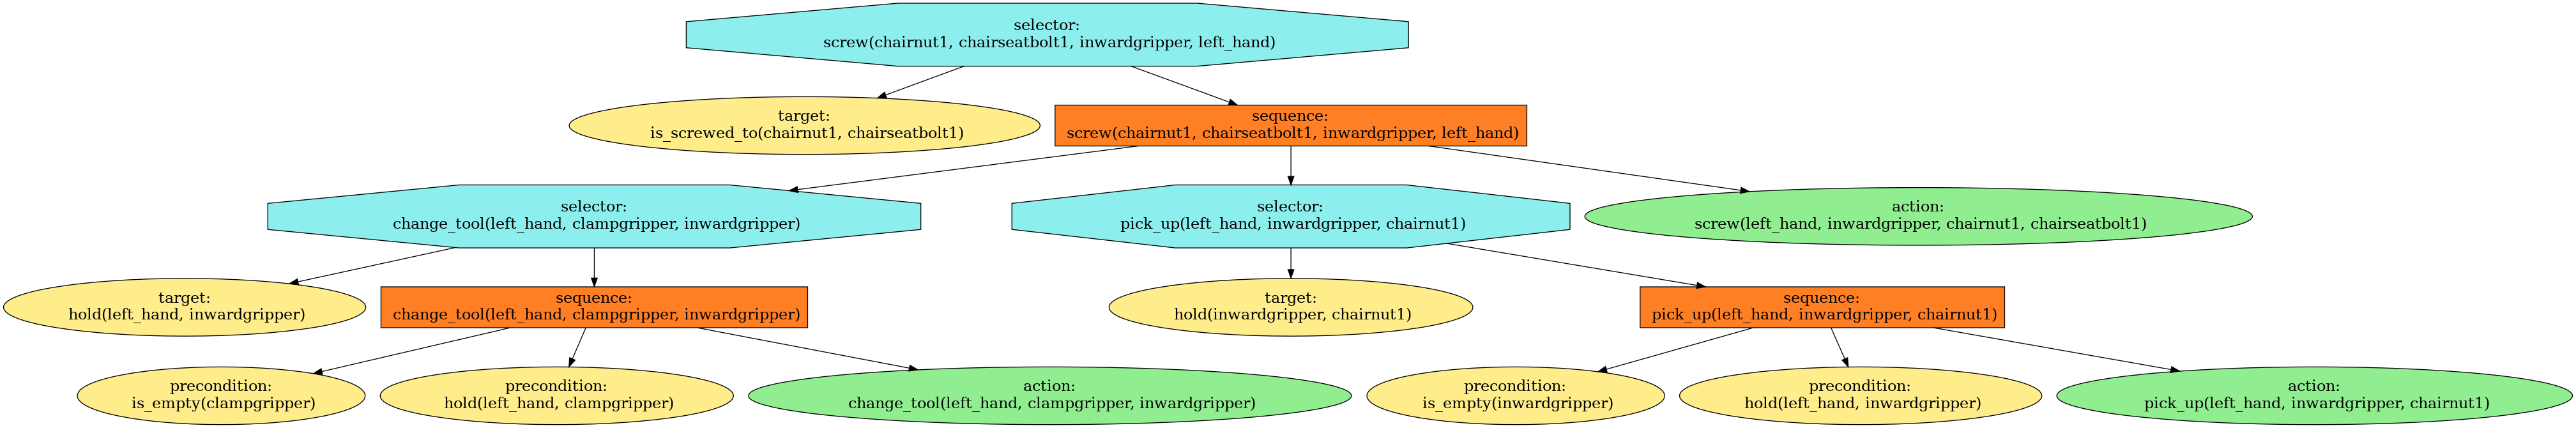 selector:
screw(chairnut1, chairseatbolt1, inwardgripper, left_hand)
target:
is_screwed_to(chairnut1, chairseatbolt1)
sequence:
screw(chairnut1, chairseatbolt1, inwardgripper, left_hand)
selector:
change_tool(left_hand, clampgripper, inwardgripper)
selector:
pick_up(left_hand, inwardgripper, chairnut1)
action:
screw(left_hand, inwardgripper, chairnut1, chairseatbolt1)
target:
hold(left_hand, inwardgripper)
sequence:
change_tool(left_hand, clampgripper, inwardgripper)
target:
hold(inwardgripper, chairnut1)
sequence:
pick_up(left_hand, inwardgripper, chairnut1)
precondition:
is_empty(clampgripper)
precondition:
hold(left_hand, clampgripper)
action:
change_tool(left_hand, clampgripper, inwardgripper)
precondition:
is_empty(inwardgripper)
precondition:
hold(left_hand, inwardgripper)
action:
pick_up(left_hand, inwardgripper, chairnut1)